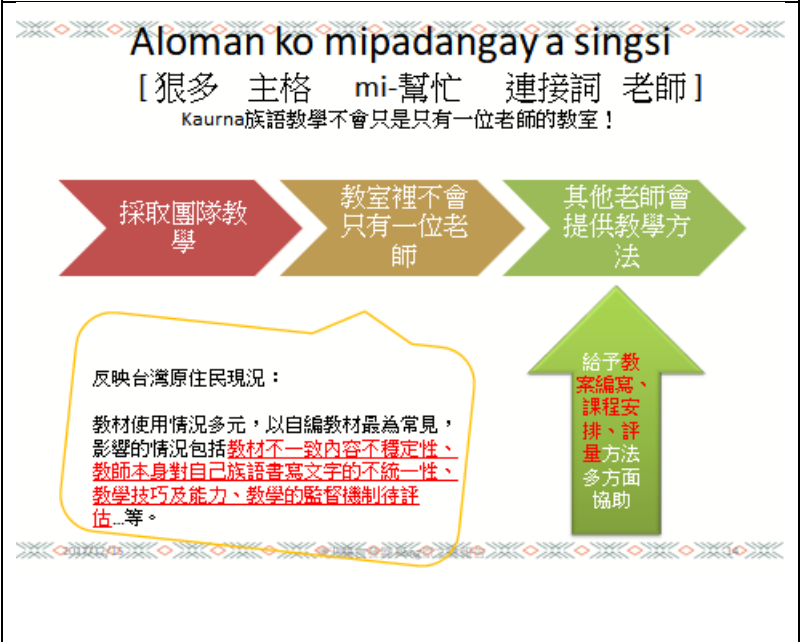 Aloman ko mipadangay a singsi
[ 狠多 主格 mi-幫忙 連接詞 老師 ]
Kaurna族語教學不會只是只有一位老師的教室！
採取團隊教
學
教室裡不會
只有一位老
師
其他老師會
提供教學方
法
反映台灣原住民現況：
教材使用情況多元，以自編教材最為常見，
影響的情況包括教材不一致內容不穩定性、
教師本身對自己族語書寫文字的不統一性、
教學技巧及能力、教學的監督機制待評
估…等。
給予教
案編寫、
課程安
排、評
量方法
多方面
協助
2017/12/15
14